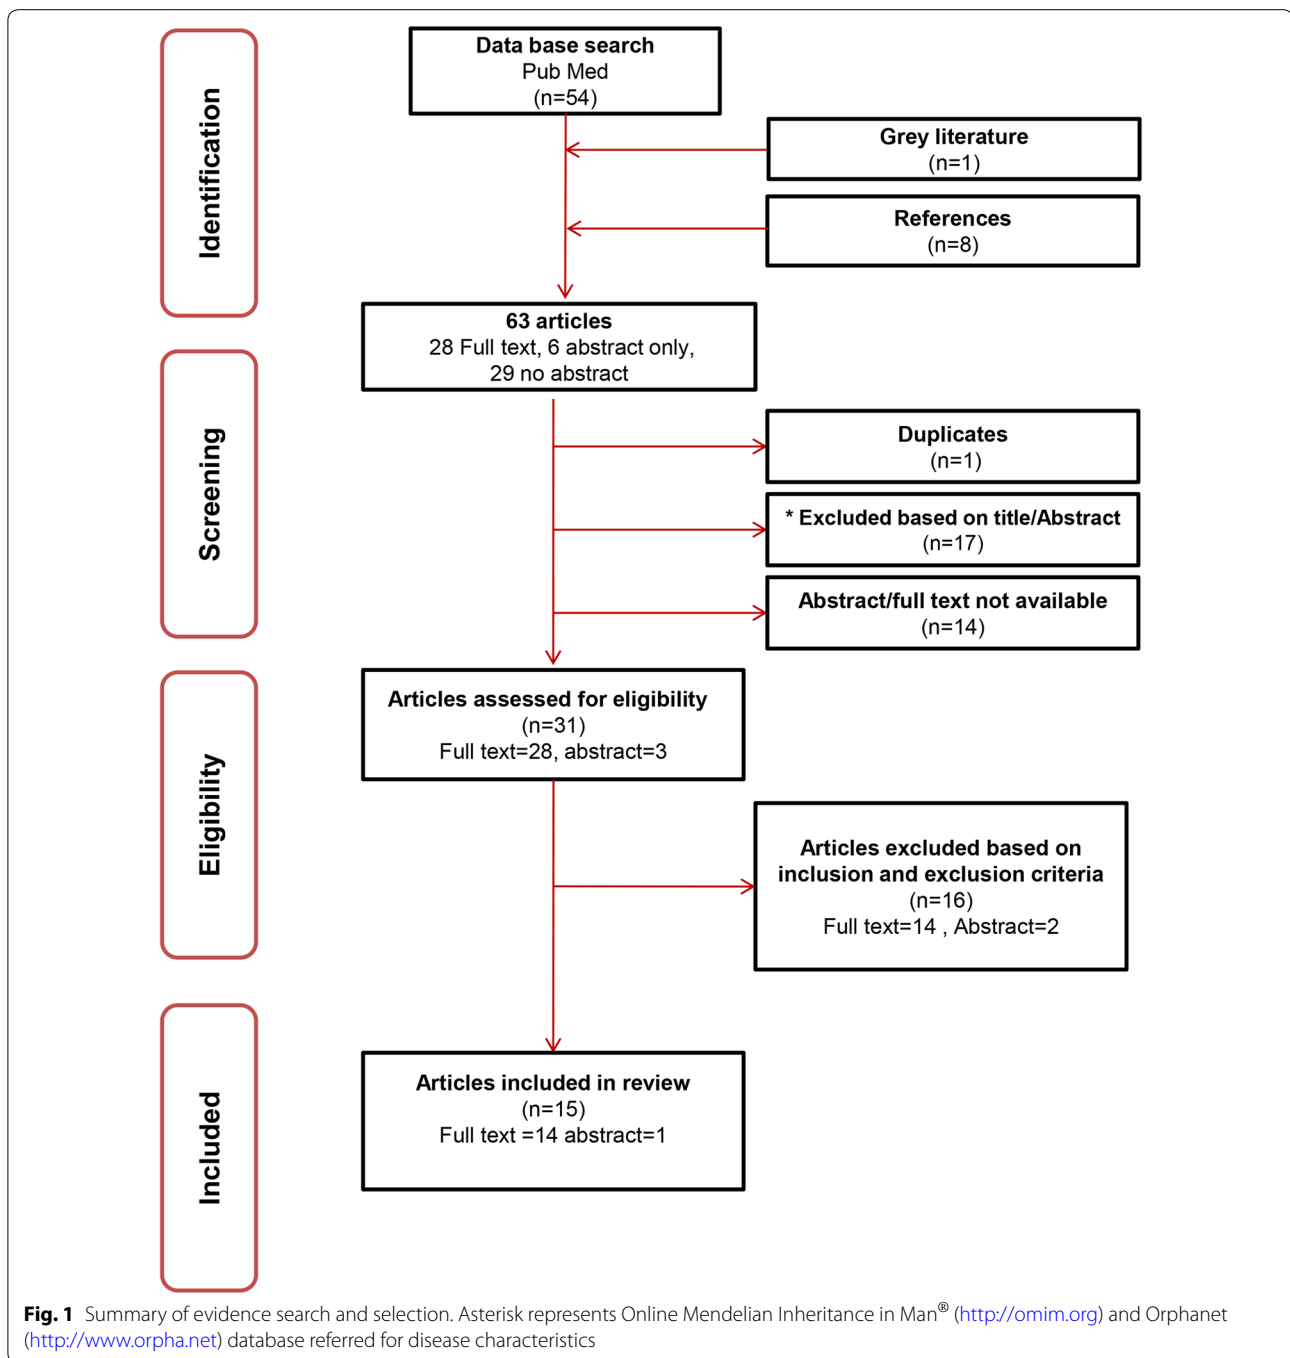 Identification
Data base search
Pub Med
(n=54)
Grey literature
(n=1)
References
(n=8)
63 articles
28 Full text, 6 abstract only,
29 no abstract
Screening
Duplicates
(n=1)
* Excluded based on title/Abstract
(n=17)
Abstract/full text not available
(n=14)
Eligibility
Articles assessed for eligibility
(n=31)
Full text=28, abstract=3
Articles excluded based on
inclusion and exclusion criteria
(n=16)
Full text=14 , Abstract=2
Included
Articles included in review
(n=15)
Full text =14 abstract=1
Fig. 1 Summary of evidence search and selection. Asterisk represents Online Mendelian Inheritance in Man® (http://omim.org) and Orphanet
(http://www.orpha.net) database referred for disease characteristics